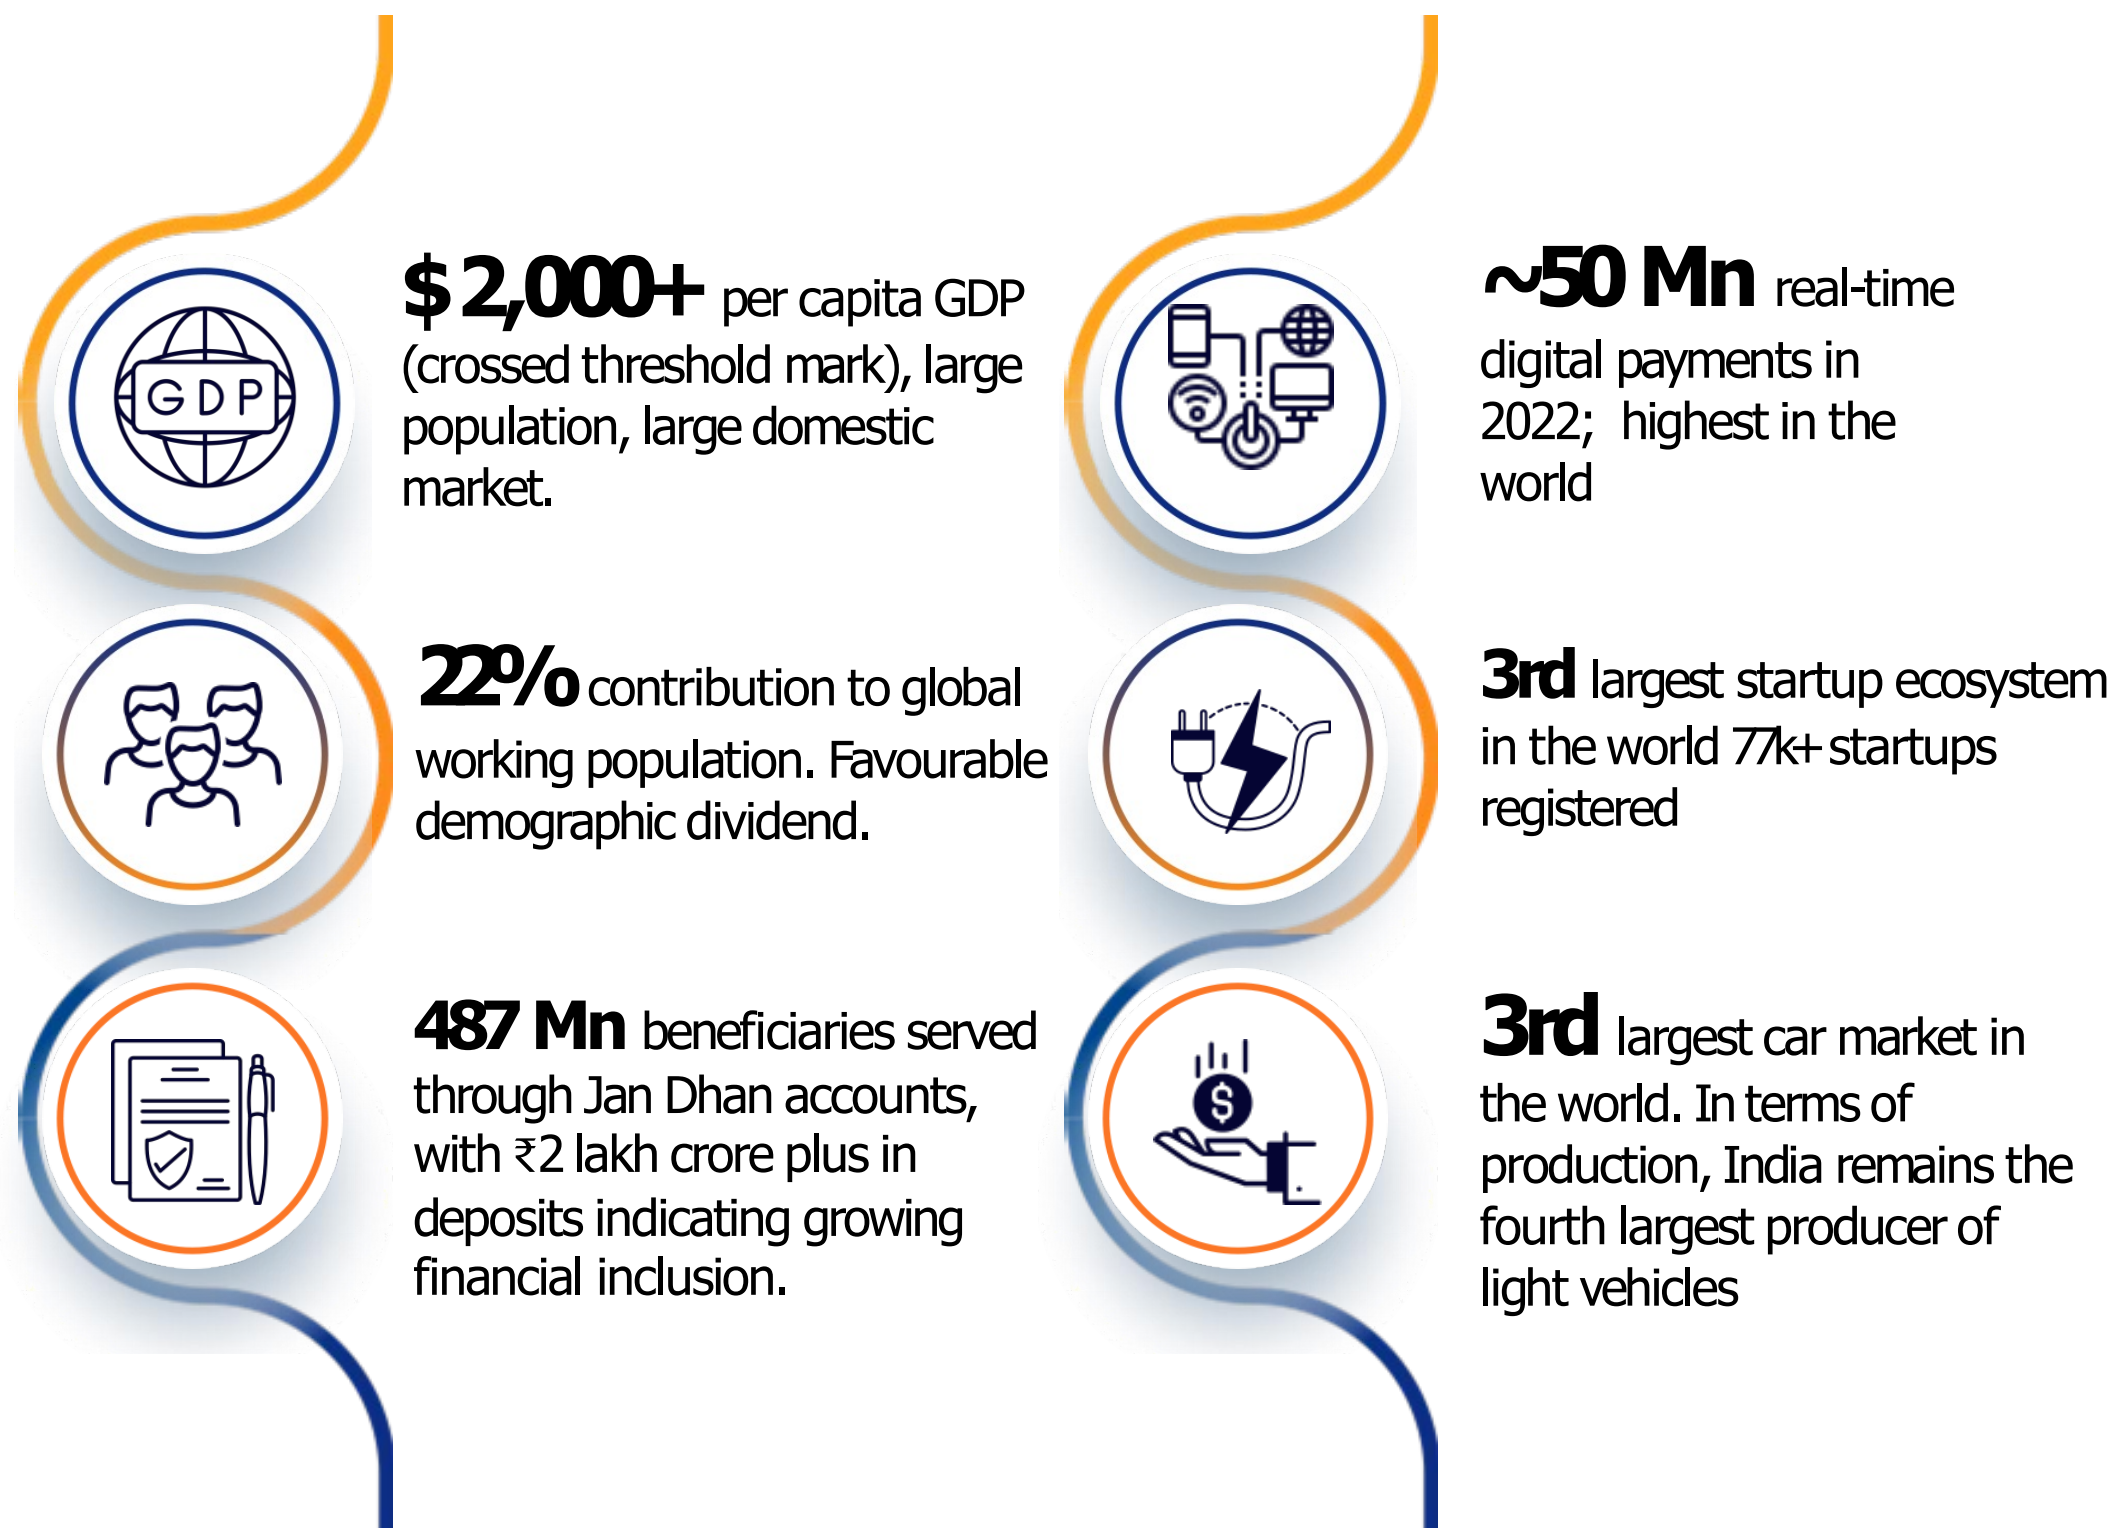 GDP
$ 2,000+ per capita GDP
(crossed threshold mark), large
population, large domestic
market.
22% contribution to global
working population. Favourable
demographic dividend.
487 Mn beneficiaries served
through Jan Dhan accounts,
with ₹2 lakh crore plus in
deposits indicating growing
financial inclusion.
~50 Mn real-time
digital payments in
2022; highest in the
world
3rd largest startup ecosystem
in the world 77k+ startups
registered
$
3rd largest car market in
the world. In terms of
production, India remains the
fourth largest producer of
light vehicles